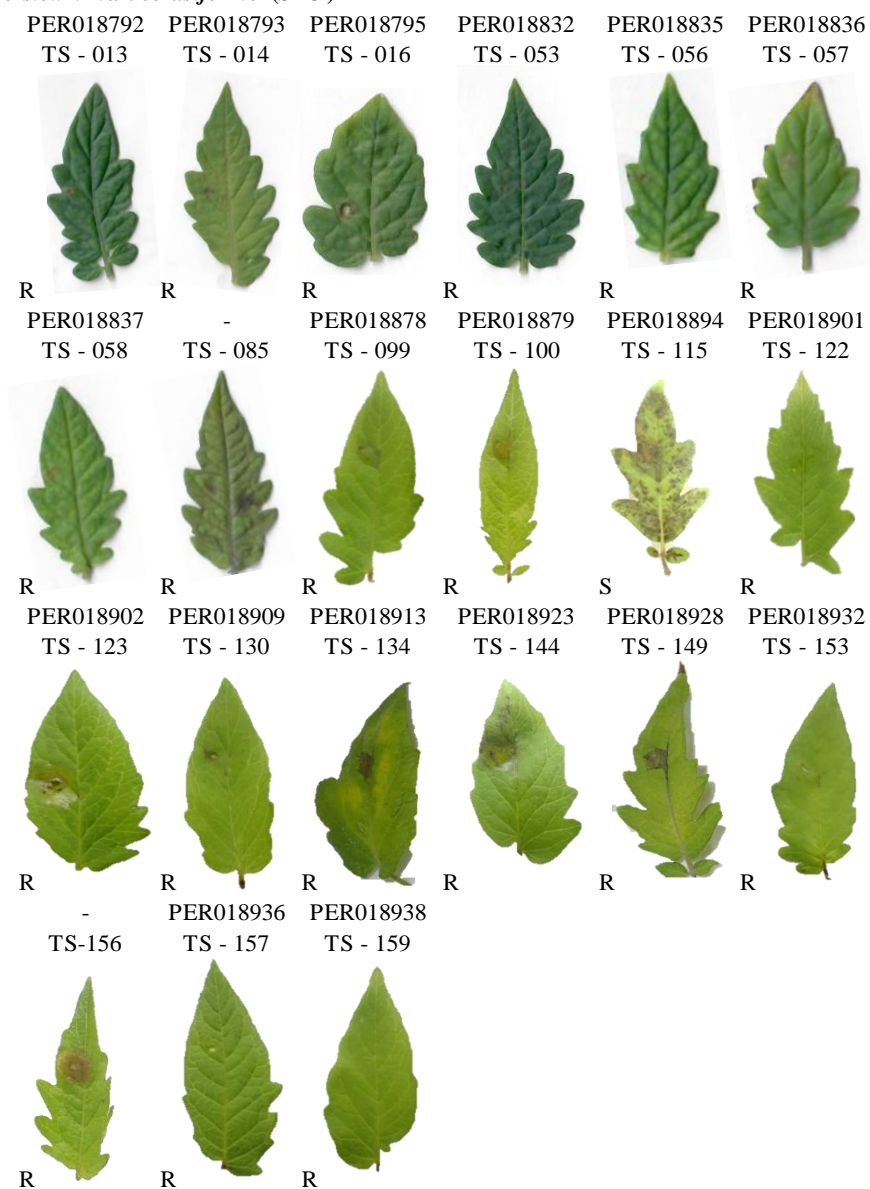 PER018792 PER018793 PER018795 PER018832 PER018835 PER018836
TS - 013 TS - 014 TS - 016 TS - 053 TS - 056 TS - 057
R R R R R R
PER018837 - PER018878 PER018879 PER018894 PER018901
TS - 058 TS - 085 TS - 099 TS - 100 TS - 115 TS - 122
R R R R S R
PER018902 PER018909 PER018913 PER018923 PER018928 PER018932
TS - 123 TS - 130 TS - 134 TS - 144 TS - 149 TS - 153
R R R R R R
- PER018936 PER018938
TS-156 TS - 157 TS - 159
R R R